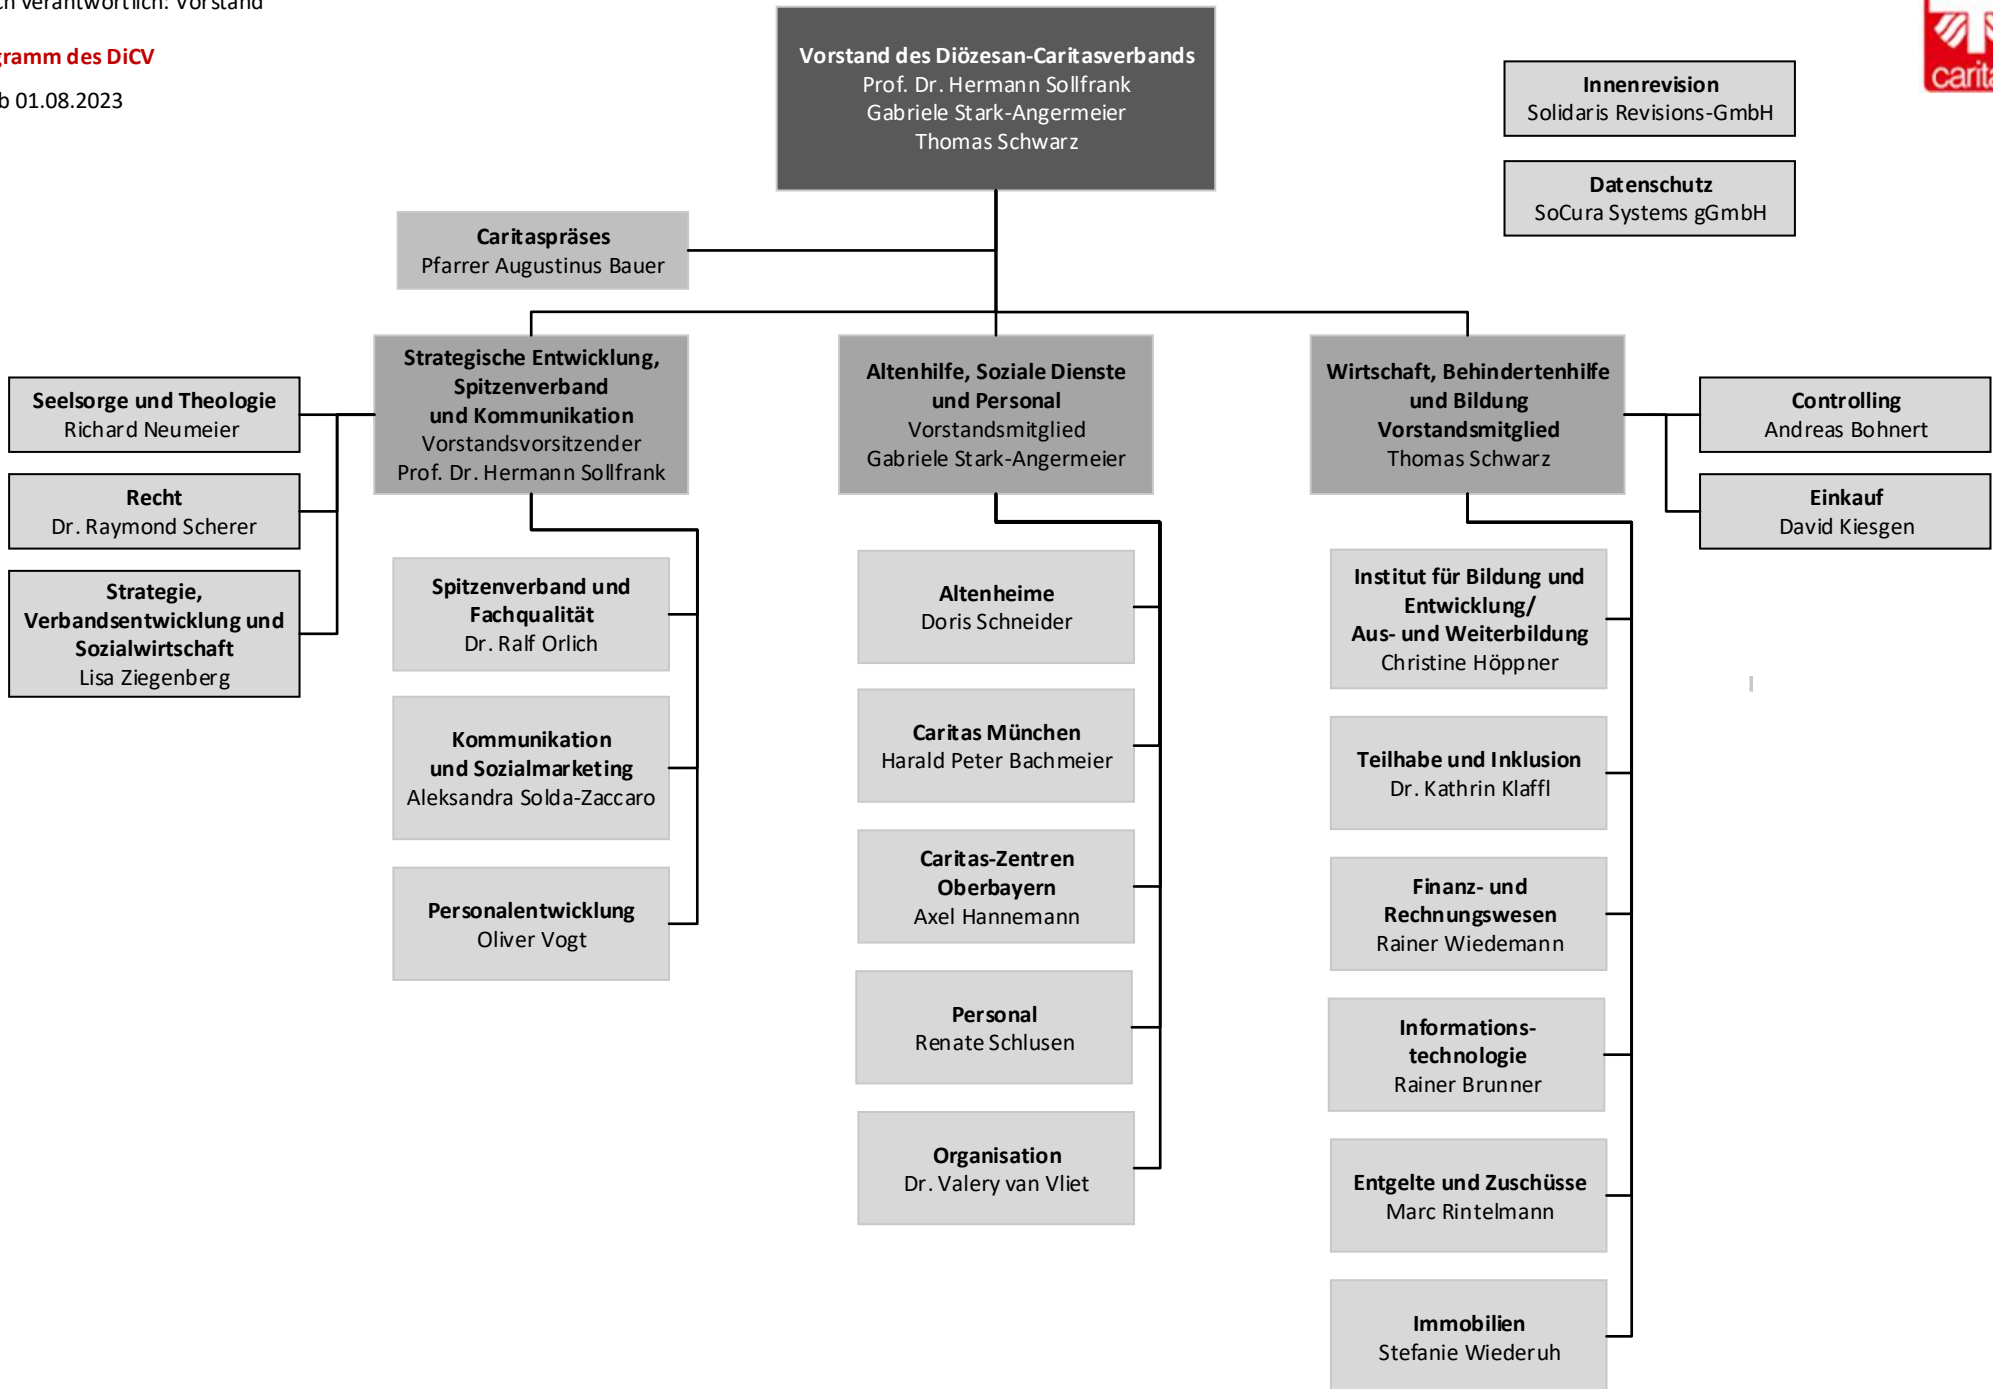 verantwortlich: Vorstand
des DiCV
01.08.2023
Vorstand des Diözesan-Caritasverbands
Prof. Dr. Hermann Sollfrank
Gabriele Stark-Angermeier
Thomas Schwarz
Innenrevision
Solidaris Revisions-GmbH
Datenschutz
SoCura Systems gGmbH
Caritaspräses
Pfarrer Augustinus Bauer
Strategische Entwicklung,
Spitzenverband
und Kommunikation
Vorstandsvorsitzender
Prof. Dr. Hermann Sollfrank
Altenhilfe, Soziale Dienste
und Personal
Vorstandsmitglied
Gabriele Stark-Angermeier
Wirtschaft, Behindertenhilfe
und Bildung
Vorstandsmitglied
Thomas Schwarz
Seelsorge und Theologie
Richard Neumeier
Recht
Dr. Raymond Scherer
Strategie,
Verbandsentwicklung und
Sozialwirtschaft
Lisa Ziegenberg
Controlling
Andreas Bohnert
Einkauf
David Kiesgen
Spitzenverband und
Fachqualität
Dr. Ralf Orlich
Kommunikation
und Sozialmarketing
Aleksandra Solda-Zaccaro
Personalentwicklung
Oliver Vogt
Altenheime
Doris Schneider
Caritas München
Harald Peter Bachmeier
Caritas-Zentren
Oberbayern
Axel Hannemann
Personal
Renate Schlusen
Organisation
Dr. Valery van Vliet
Institut für Bildung und
Entwicklung/
Aus- und Weiterbildung
Christine Höppner
Teilhabe und Inklusion
Dr. Kathrin Klaffl
Finanz- und
Rechnungswesen
Rainer Wiedemann
Informations-
technologie
Rainer Brunner
Entgelte und Zuschüsse
Marc Rintelmann
Immobilien
Stefanie Wiederuh